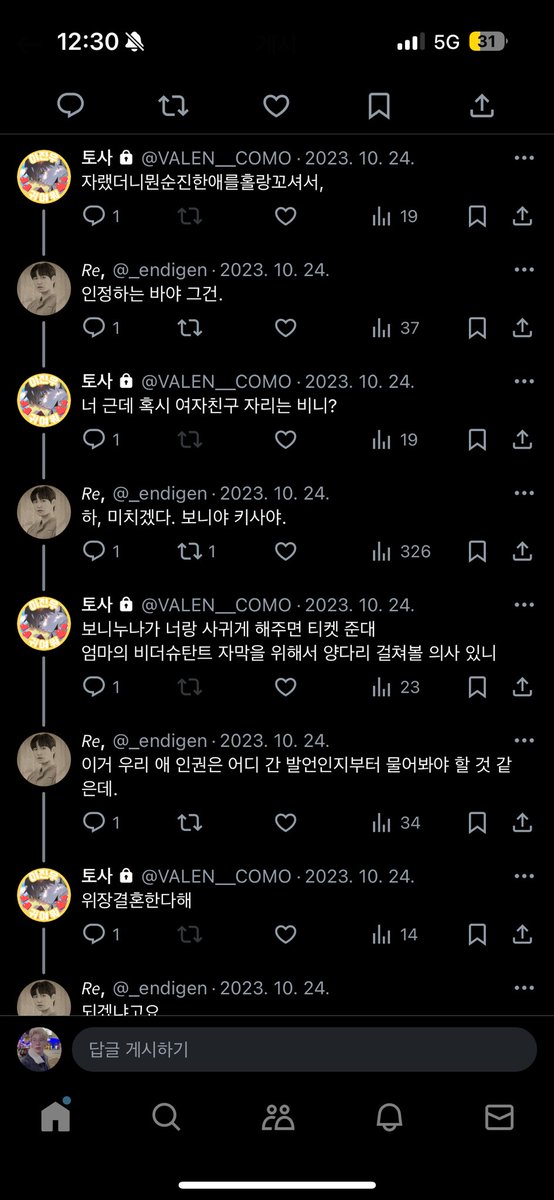 12:30
5G
31
토사 @VALEN__COMO · 2023. 10. 24.
자랬더니뭔순진한애를홀랑꼬셔서,
1
19
Re, @_endigen · 2023. 10. 24.
인정하는 바야 그건.
1
37
토사 @VALEN__COMO · 2023. 10. 24.
너 근데 혹시 여자친구 자리는 비니?
1
19
Re, @_endigen · 2023. 10. 24.
하, 미치겠다. 보니야 키사야.
1
1
326
토사 @VALEN__COMO · 2023. 10. 24.
보니누나가 너랑 사귀게 해주면 티켓 준대
엄마의 비더슈탄트 자막을 위해서 양다리 걸쳐볼 의사 있니
1
23
Re, @_endigen · 2023. 10. 24.
이거 우리 애 인권은 어디 간 발언인지부터 물어봐야 할 것 같
은데.
1
34
토사 @VALEN__COMO · 2023. 10. 24.
위장결혼한다해
1
14
Re, @_endigen · 2023. 10. 24.
되겠냐고요
답글 게시하기